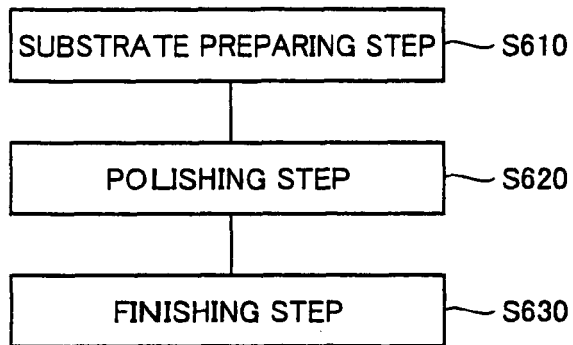 SUBSTRATE PREPARING STEP S610
POLISHING STEP S620
FINISHING STEP S630